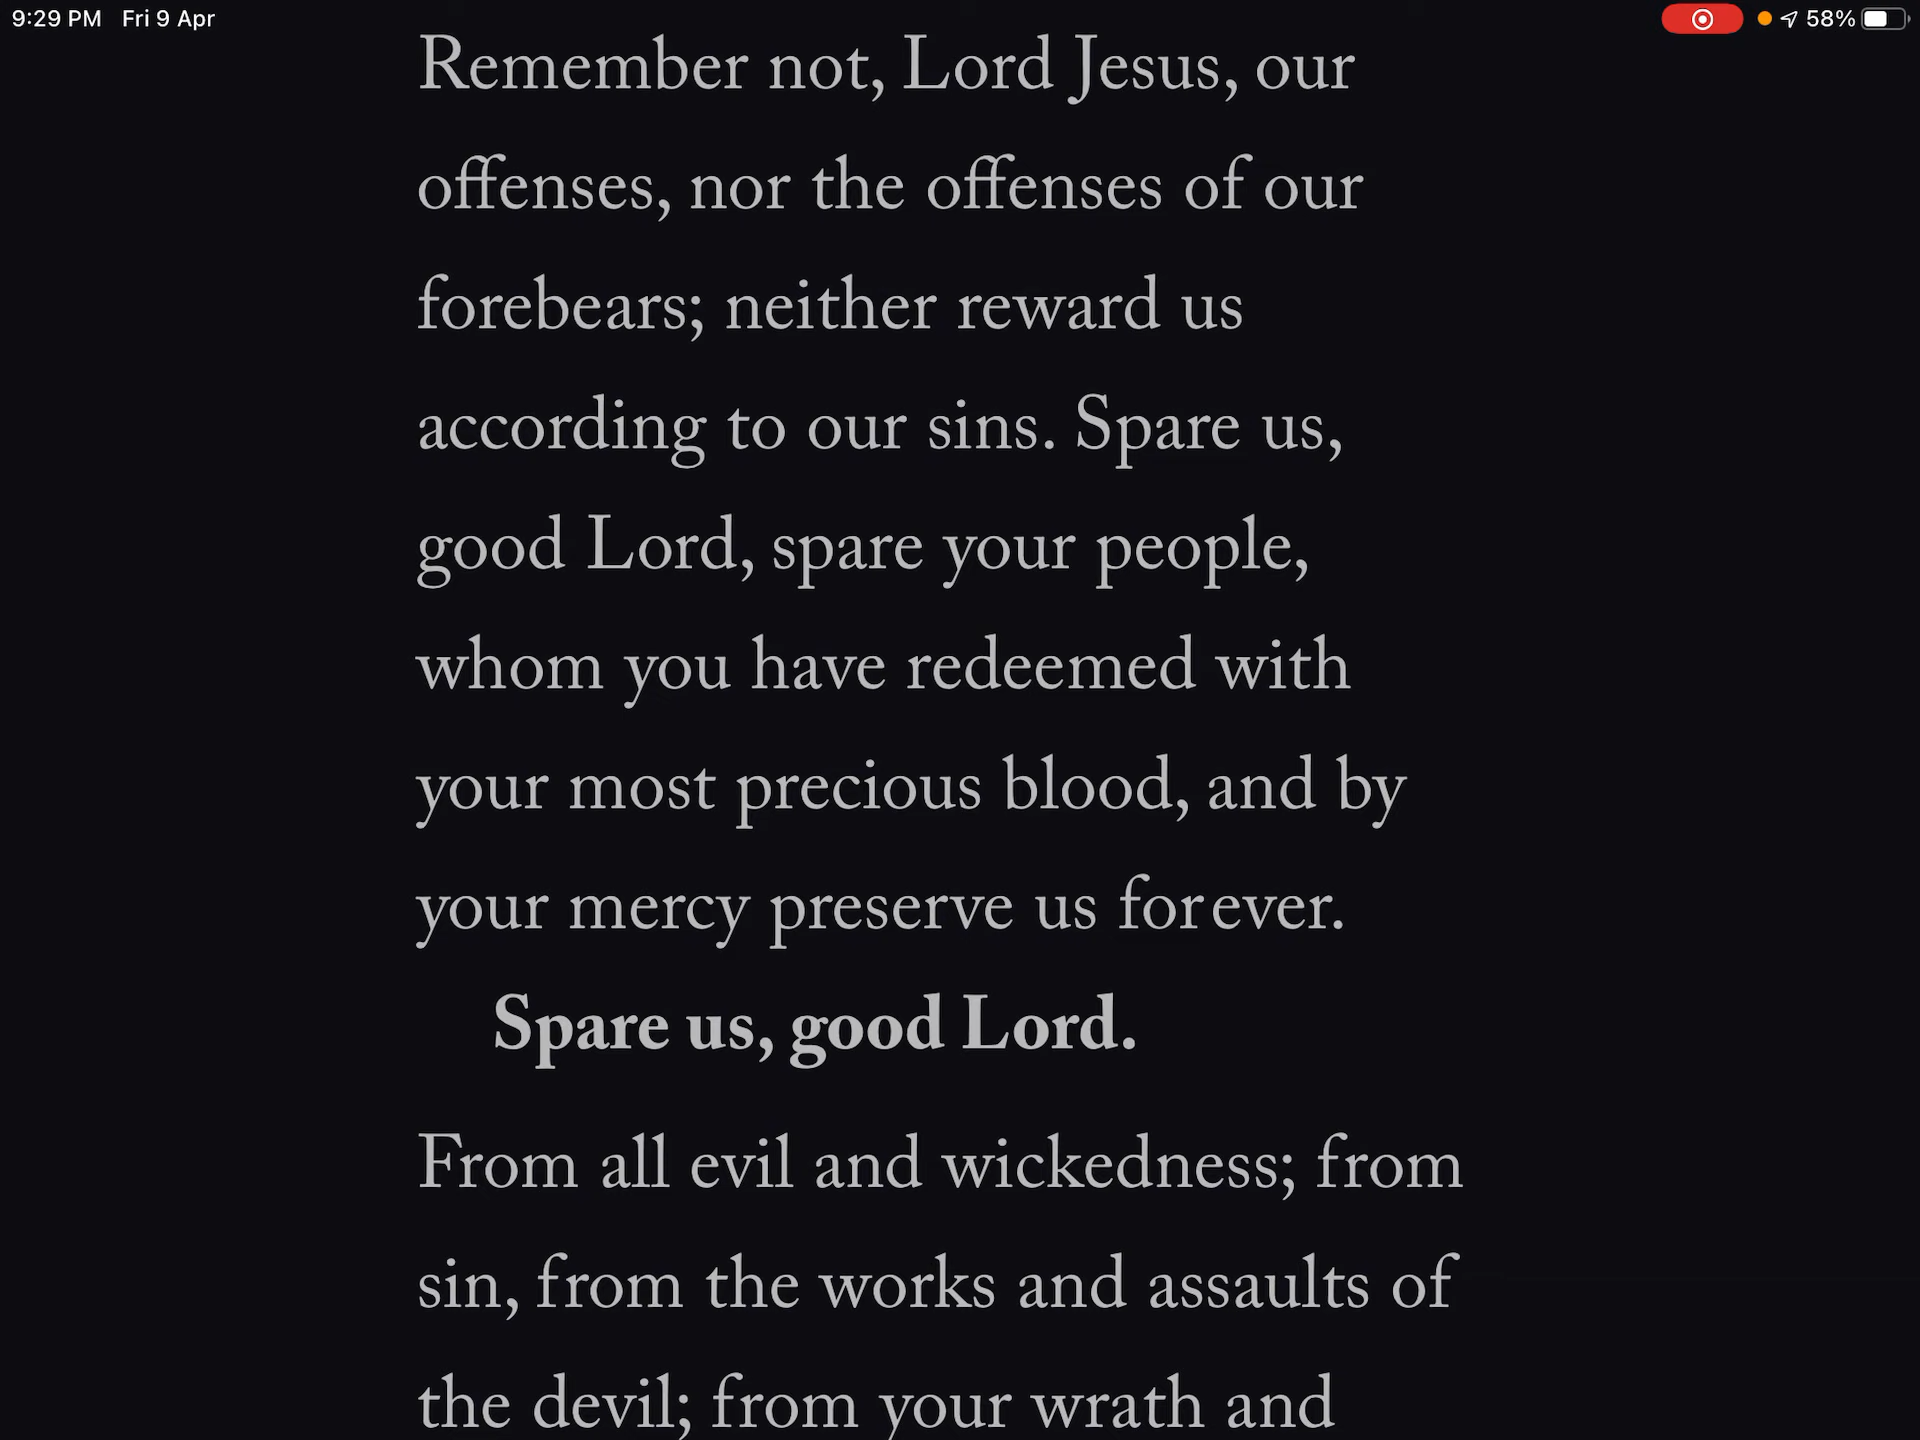 9:29 PM Fri 9 Apr 58%
Remember not, Lord Jesus, our
offenses, nor the offenses of our
forebears; neither reward us
according to our sins. Spare us,
good Lord, spare your people,
whom you have redeemed with
your most precious blood, and by
your mercy preserve us forever.
Spare us, good Lord.
From all evil and wickedness; from
sin, from the works and assaults of
the devil; from your wrath and